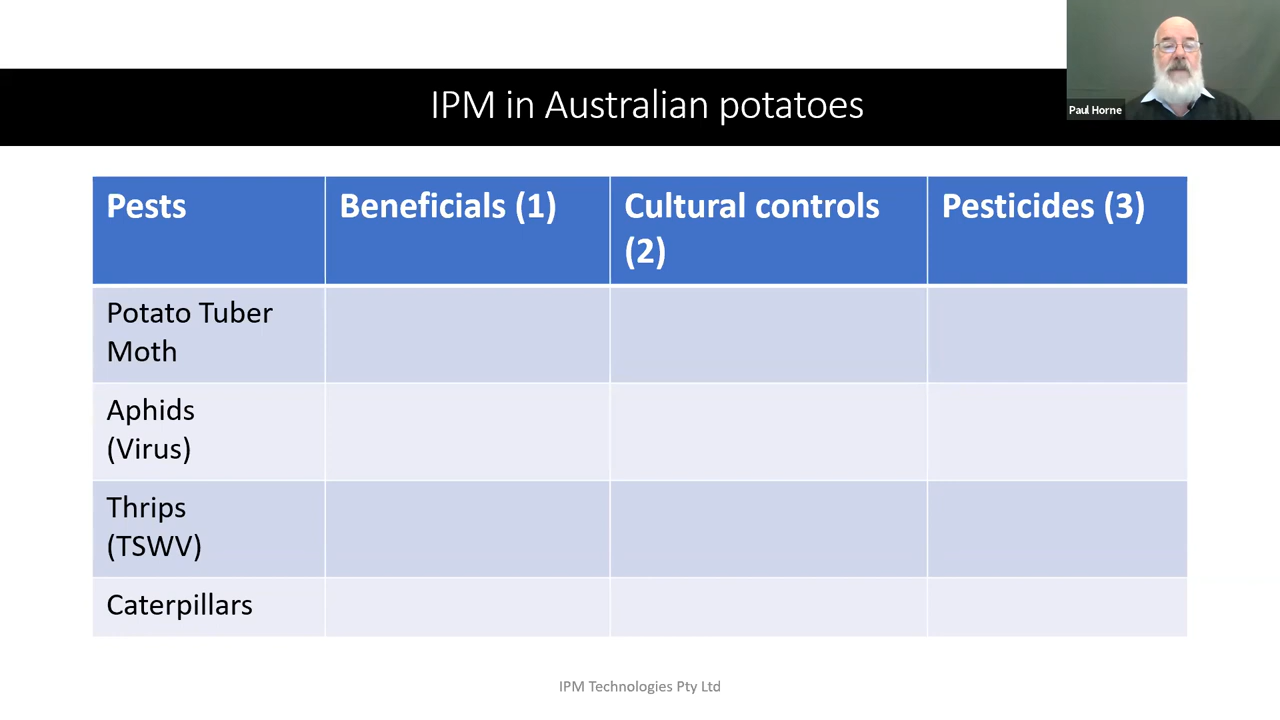 IPM in Australian potatoes
Paul Horne
Pests
Beneficials (1)
Cultural controls
(2)
Pesticides (3)
Potato Tuber
Moth
Aphids
(Virus)
Thrips
(TSWV)
Caterpillars
IPM Technologies Pty Ltd